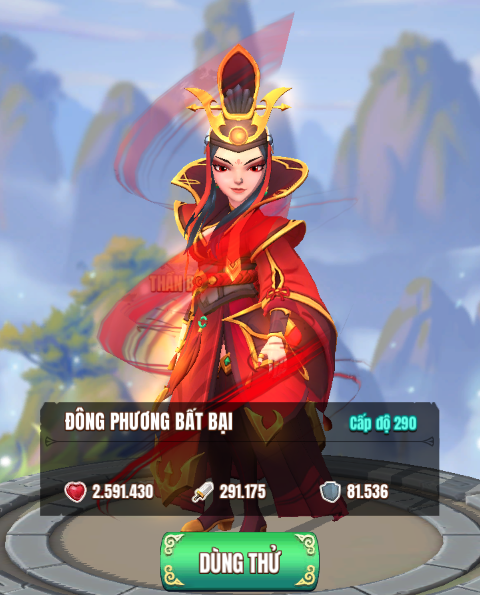 ĐÔNG PHƯƠNG BẤT BẠI
Cấp độ 290
2.591.430
291.175
81.536
DÙNG THỬ